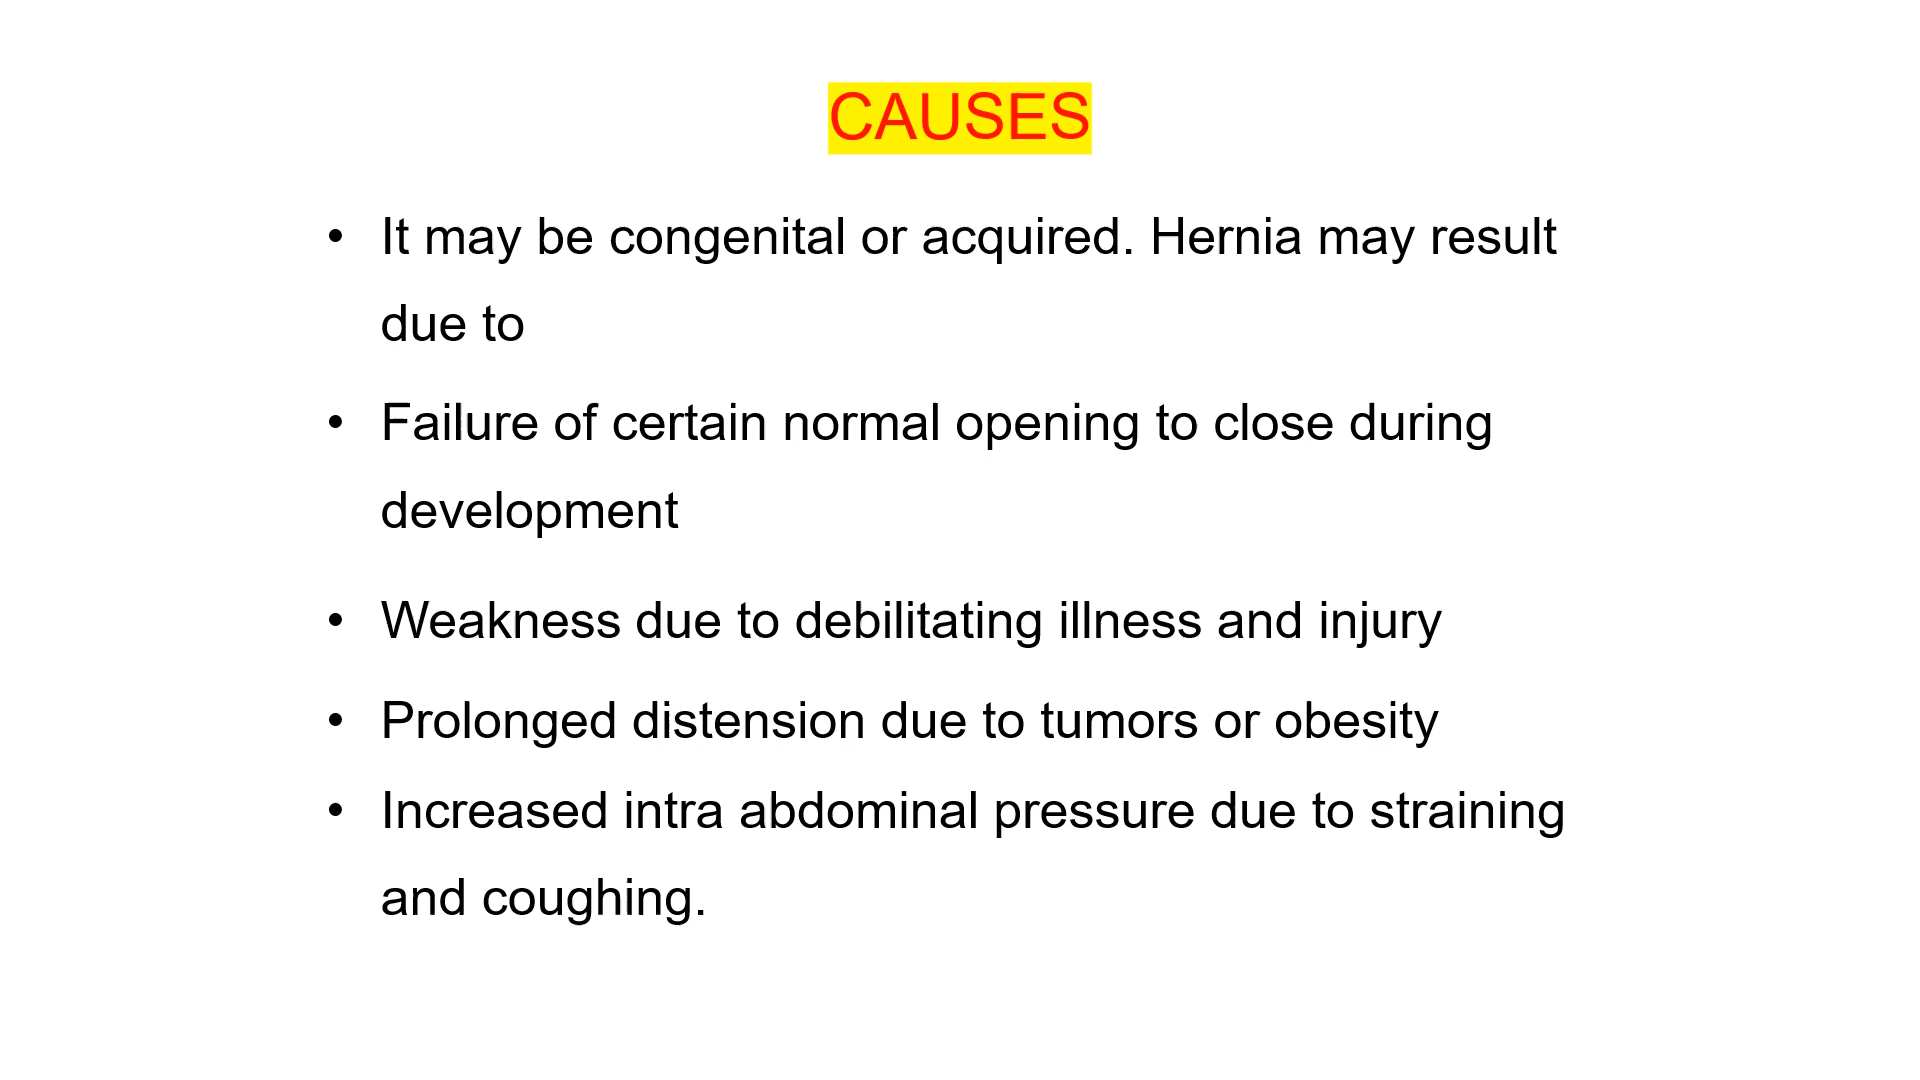 CAUSES
• It may be congenital or acquired. Hernia may result
due to
• Failure of certain normal opening to close during
development
• Weakness due to debilitating illness and injury
• Prolonged distension due to tumors or obesity
• Increased intra abdominal pressure due to straining
and coughing.